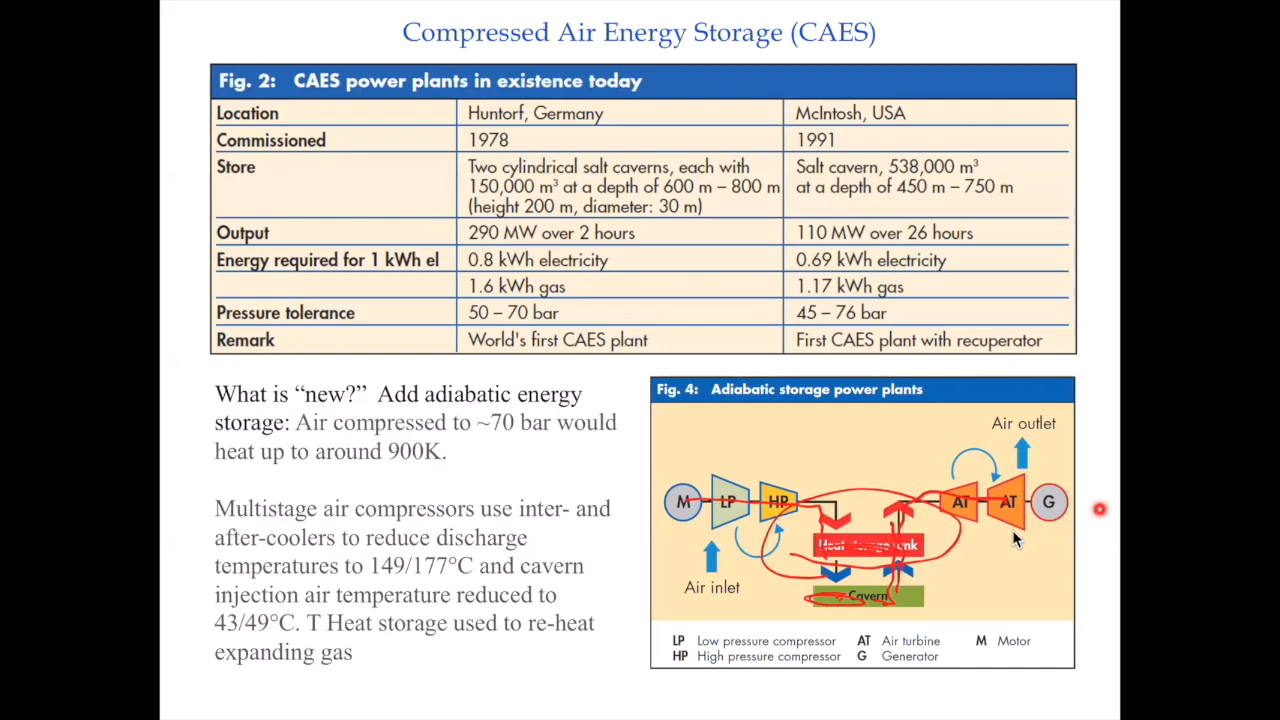 Compressed Air Energy Storage (CAES)
Fig. 2: CAES power plants in existence today
Location Huntorf, Germany McIntosh, USA
Commissioned 1978 1991
Store Two cylindrical salt caverns, each with Salt cavern, 538,000 m³
150,000 m³ at a depth of 600 m – 800 m at a depth of 450 m – 750 m
(height 200 m, diameter: 30 m)
Output 290 MW over 2 hours 110 MW over 26 hours
Energy required for 1 kWh el 0.8 kWh electricity 0.69 kWh electricity
1.6 kWh gas 1.17 kWh gas
Pressure tolerance 50 – 70 bar 45 – 76 bar
Remark World's first CAES plant First CAES plant with recuperator
What is “new?” Add adiabatic energy
storage: Air compressed to ~70 bar would
heat up to around 900K.
Multistage air compressors use inter- and
after-coolers to reduce discharge
temperatures to 149/177°C and cavern
injection air temperature reduced to
43/49°C. T Heat storage used to re-heat
expanding gas
Fig. 4: Adiabatic storage power plants
Air outlet
M LP HP AT AT G
Heat storage tank
Air inlet
Cavern
LP Low pressure compressor AT Air turbine M Motor
HP High pressure compressor G Generator